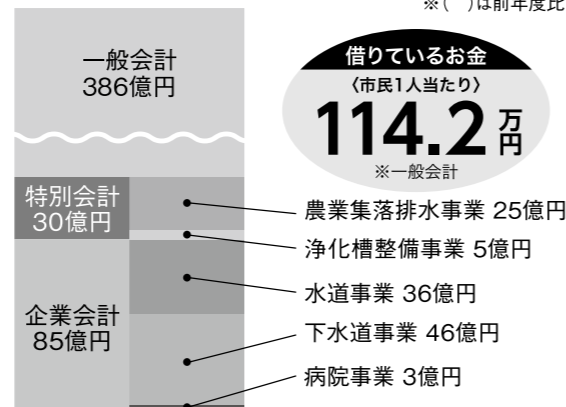 ※(　)は前年度比
一般会計
386億円
借りているお金
〈市民1人当たり〉
114.2万円
※一般会計
特別会計
30億円
農業集落排水事業 25億円
浄化槽整備事業 5億円
企業会計
85億円
水道事業 36億円
下水道事業 46億円
病院事業 3億円